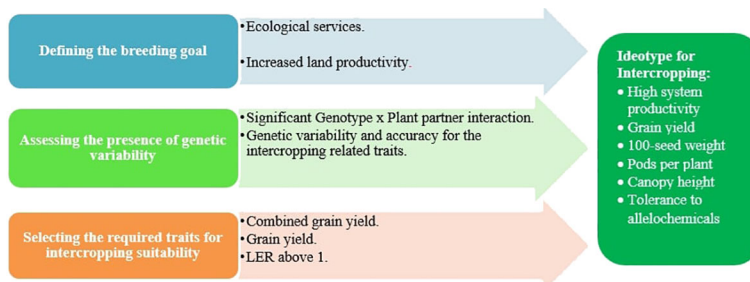 Defining the breeding goal
•Ecological services.
•Increased land productivity.
Assessing the presence of genetic
variability
•Significant Genotype x Plant partner interaction.
•Genetic variability and accuracy for the
intercropping related traits.
Selecting the required traits for
intercropping suitability
•Combined grain yield.
•Grain yield.
•LER above 1.
Ideotype for
Intercropping:
• High system
productivity
• Grain yield
• 100-seed weight
• Pods per plant
• Canopy height
• Tolerance to
allelochemicals